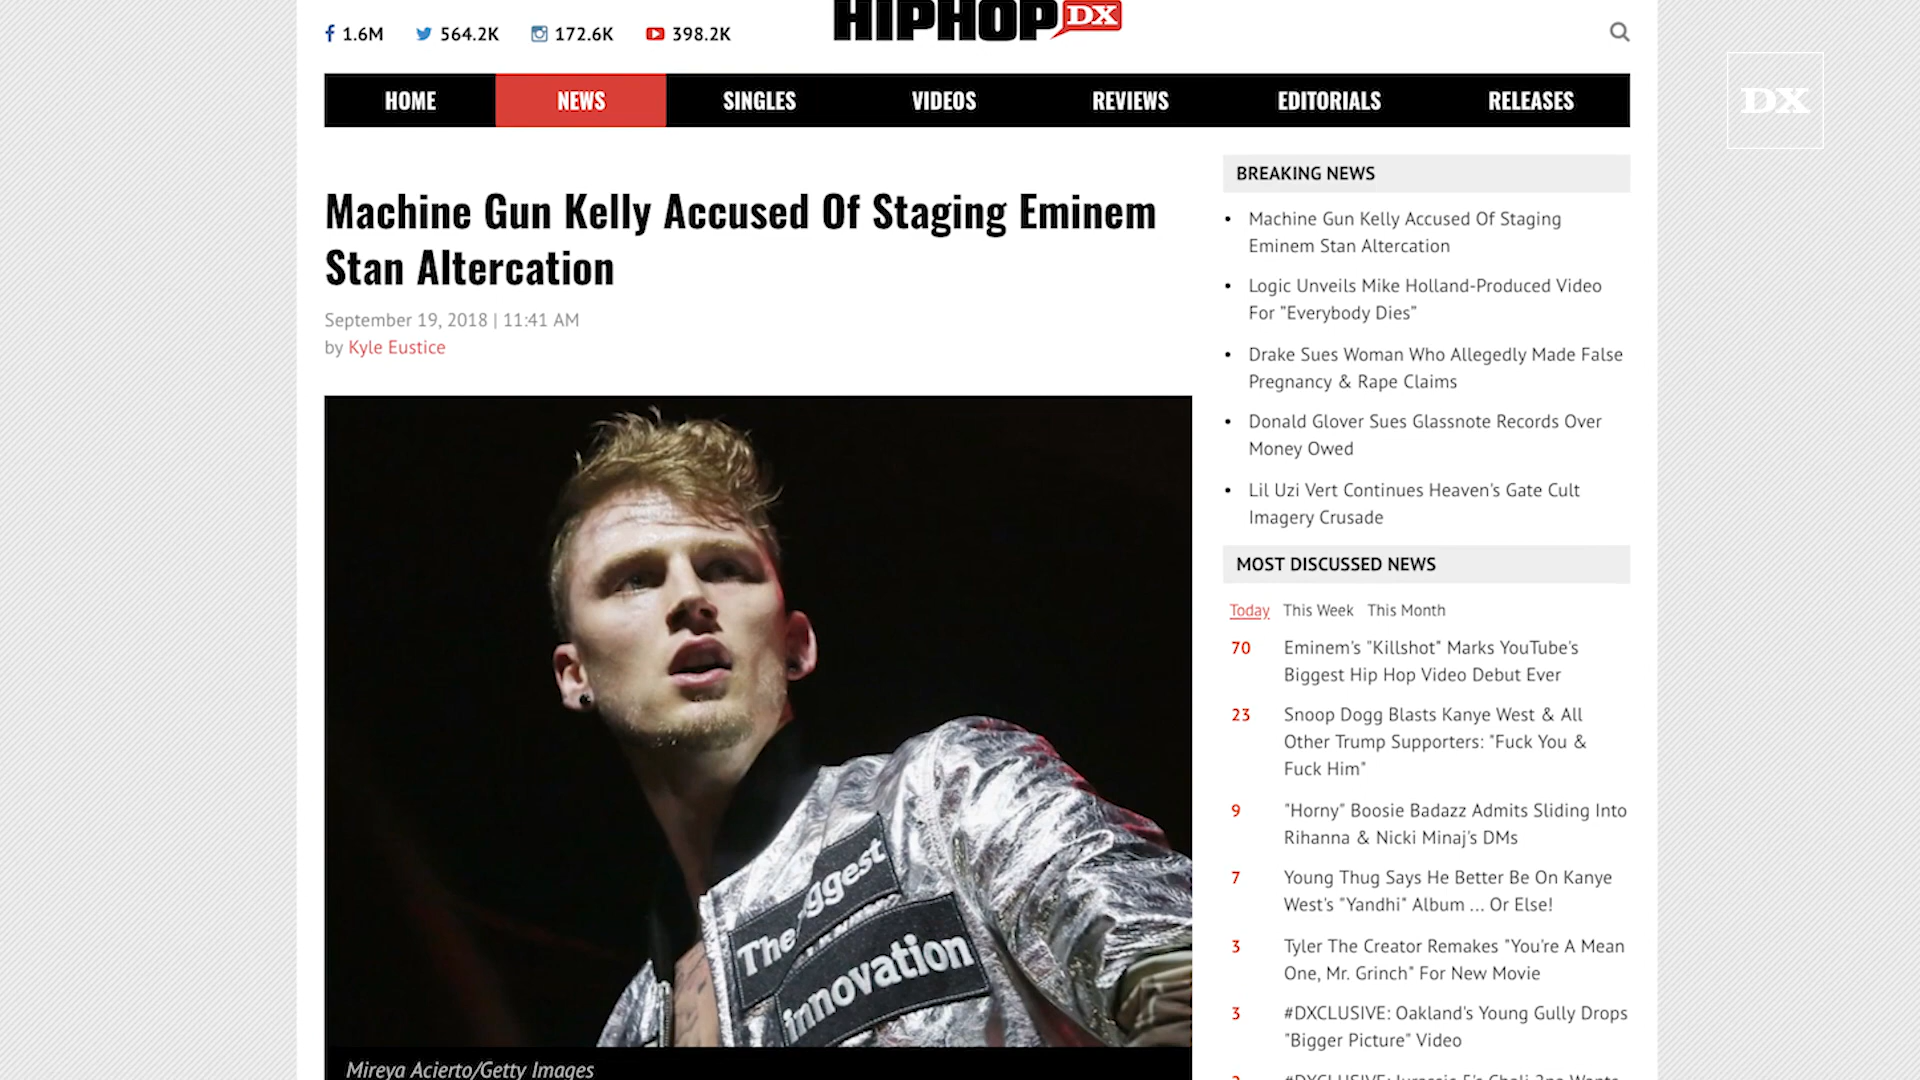 1.6M 564.2K 172.6K 398.2K
HIPHOP DX
DX
HOME NEWS SINGLES VIDEOS REVIEWS EDITORIALS RELEASES
Machine Gun Kelly Accused Of Staging Eminem
Stan Altercation
September 19, 2018 | 11:41 AM
by Kyle Eustice
The
ggest
innovation
Mireya Acierto/Getty Images
BREAKING NEWS
• Machine Gun Kelly Accused Of Staging
Eminem Stan Altercation
• Logic Unveils Mike Holland-Produced Video
For "Everybody Dies"
• Drake Sues Woman Who Allegedly Made False
Pregnancy & Rape Claims
• Donald Glover Sues Glassnote Records Over
Money Owed
• Lil Uzi Vert Continues Heaven's Gate Cult
Imagery Crusade
MOST DISCUSSED NEWS
Today This Week This Month
70 Eminem's "Killshot" Marks YouTube's
Biggest Hip Hop Video Debut Ever
23 Snoop Dogg Blasts Kanye West & All
Other Trump Supporters: "Fuck You &
Fuck Him"
9 "Horny" Boosie Badazz Admits Sliding Into
Rihanna & Nicki Minaj's DMs
7 Young Thug Says He Better Be On Kanye
West's "Yandhi" Album ... Or Else!
3 Tyler The Creator Remakes "You're A Mean
One, Mr. Grinch" For New Movie
3 #DXCLUSIVE: Oakland's Young Gully Drops
"Bigger Picture" Video